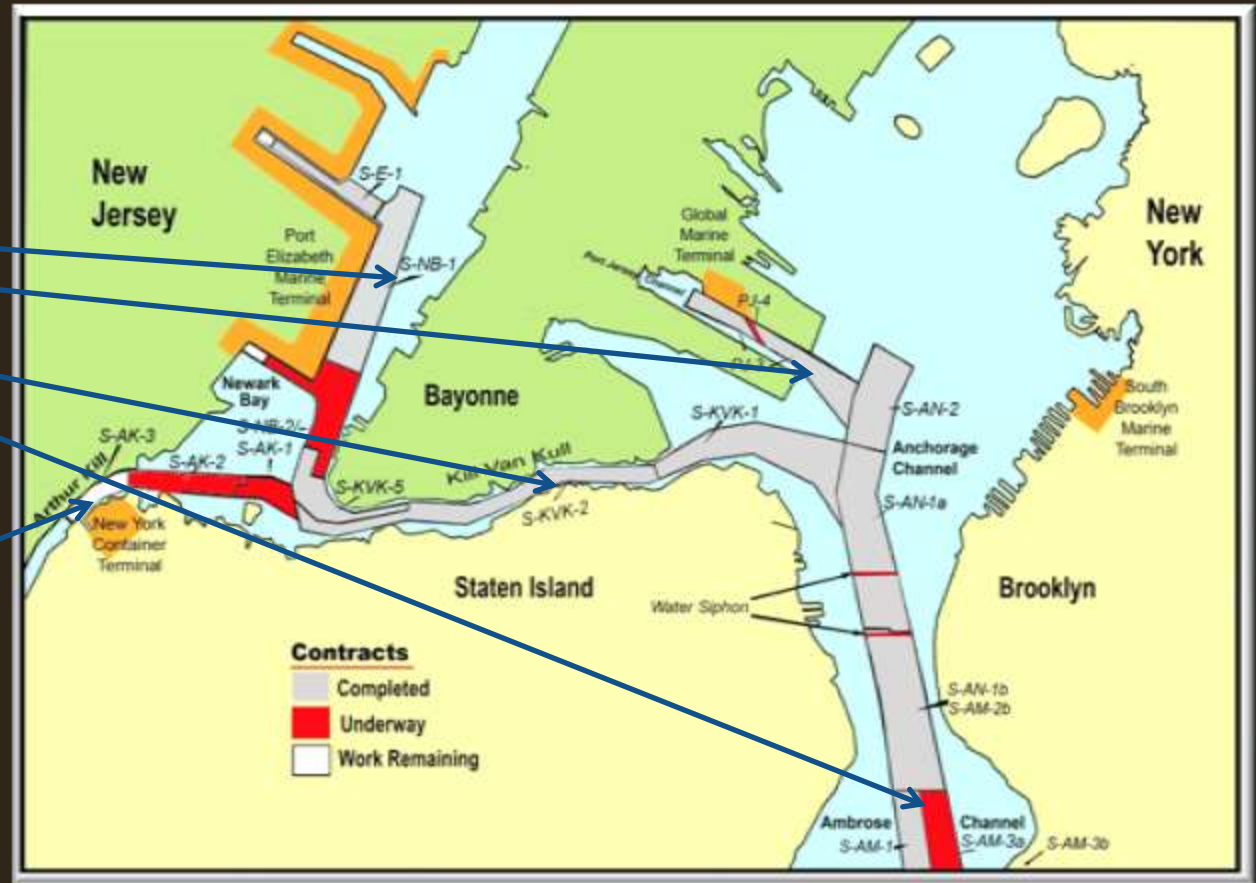 New
Jersey
S-E-1
Port
Elizabeth
Marine
Terminal
S-NB-1
Global
Marine
Terminal
New
York
Port Jersey
Channel
PJ-4
PJ-3
Newark
Bay
Bayonne
S-NB-2/
S-AK-1
S-AK-3
S-AK-2
Arthur Kill
S-KVK-1
S-AN-2
South
Brooklyn
Marine
Terminal
Anchorage
Channel
Kill Van Kull
S-KVK-5
S-KVK-2
S-AN-1a
New York
Container
Terminal
Staten Island
Water Siphon
Brooklyn
Contracts
Completed
Underway
Work Remaining
S-AN-1b
S-AM-2b
Ambrose
Channel
S-AM-1
S-AM-3a
S-AM-3b